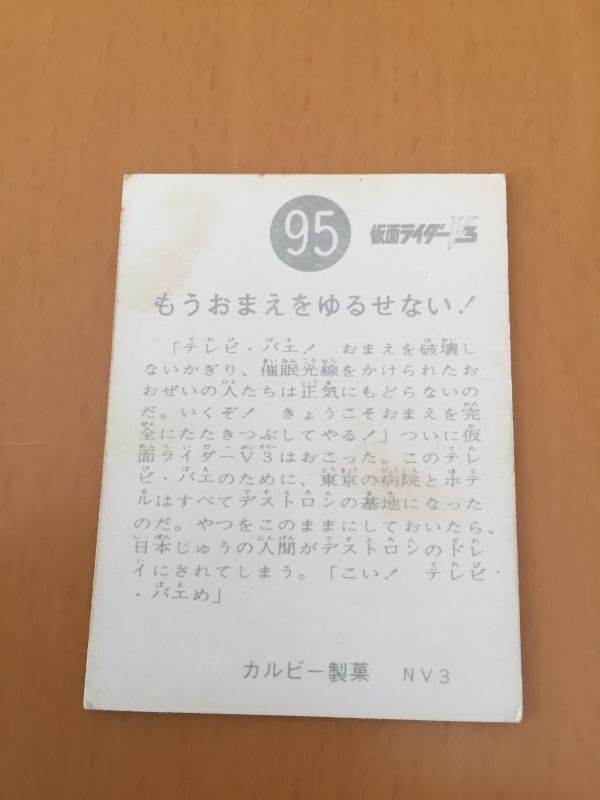 95 仮面ライダーV3
もうおまえをゆるせない!
「テレビ・バエ! おまえを破壊し
ないかぎり、催眠光線をかけられたお
おぜいの人たちは正気にもどらないの
だ。いくぞ! きょうこそおまえを完
全にたたきつぶしてやる!」ついに仮
面ライダーV3はおこった。このテレ
ビ・バエのために、東京の病院とホテ
ルはすべてデストロンの基地になった
のだ。やつをこのままにしておいたら、
日本じゅうの人間がデストロンのドレ
イにされてしまう。「こい! テレビ
・バエめ」
カルビー製菓 NV3